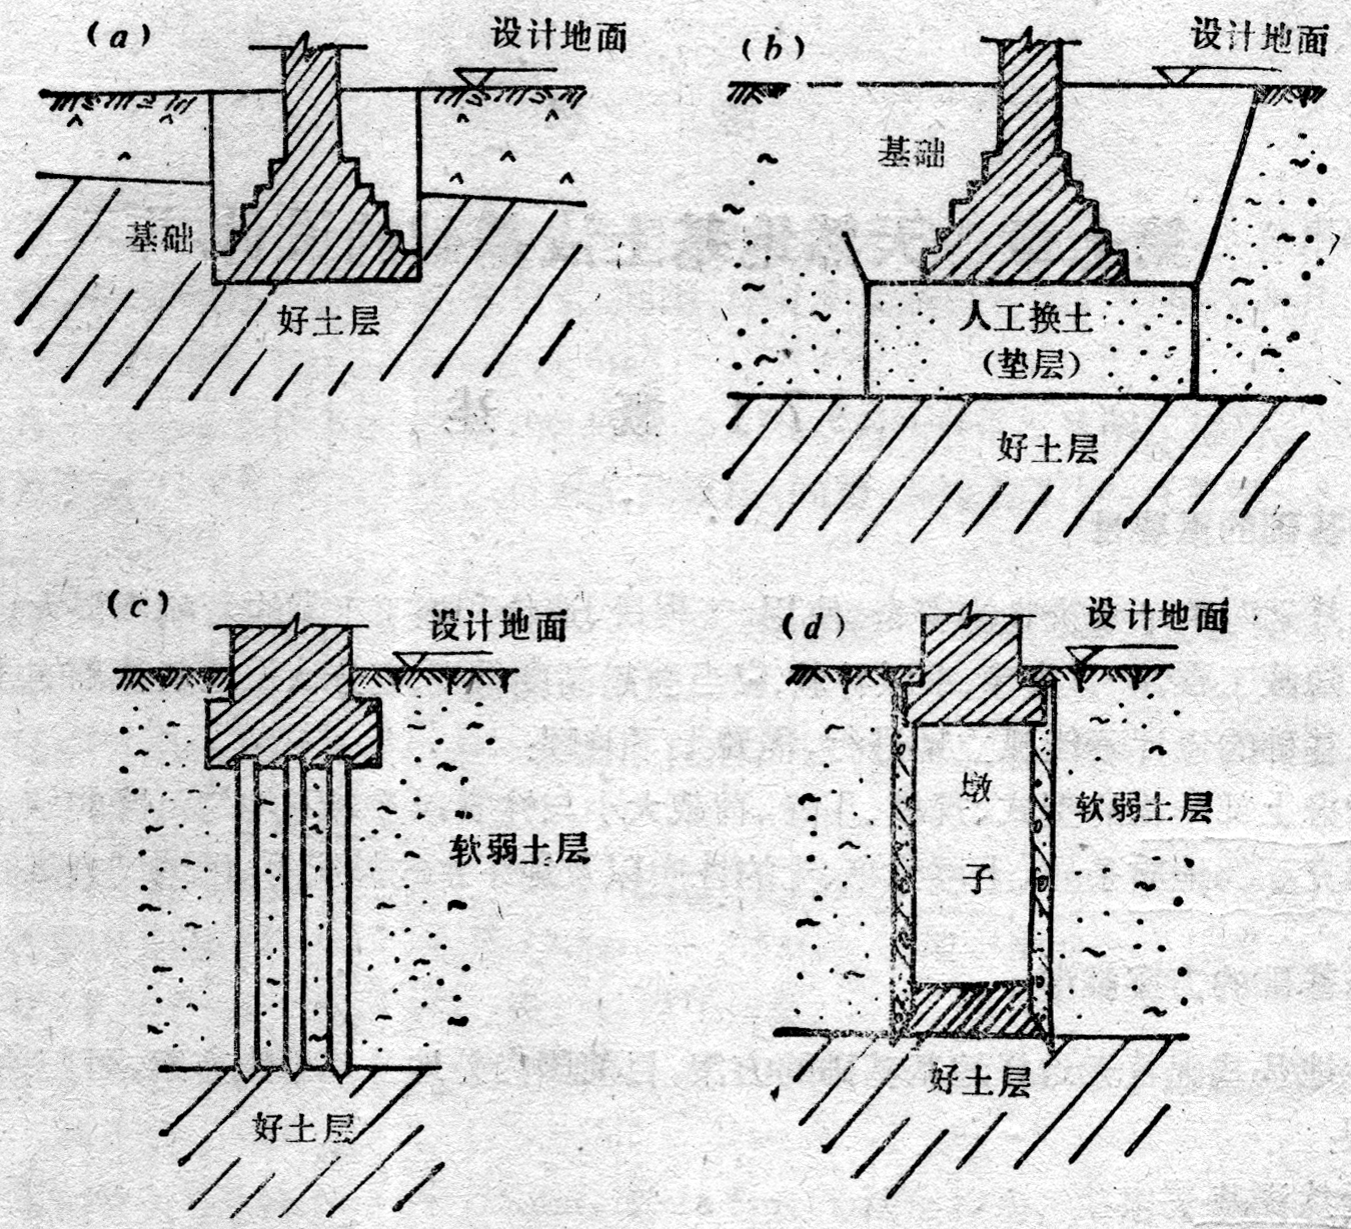 (a)
设计地面
基础
好土层
(b)
设计地面
基础
人工换土
(垫层)
好土层
(c)
设计地面
软弱土层
好土层
(d)
设计地面
墩
子
软弱土层
好土层